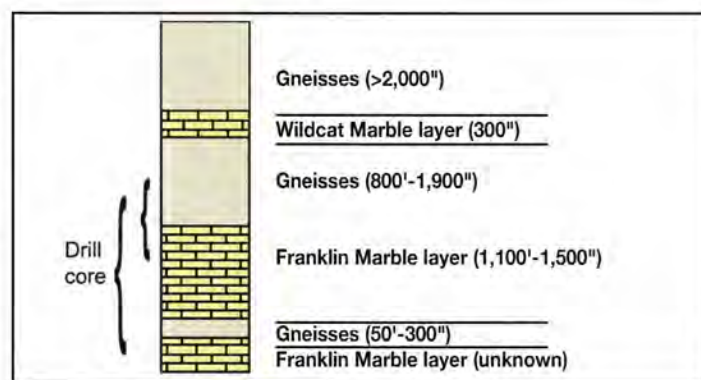 Gneisses (>2,000")
Wildcat Marble layer (300")
Gneisses (800'-1,900")
Drill
core
Franklin Marble layer (1,100'-1,500")
Gneisses (50'-300")
Franklin Marble layer (unknown)